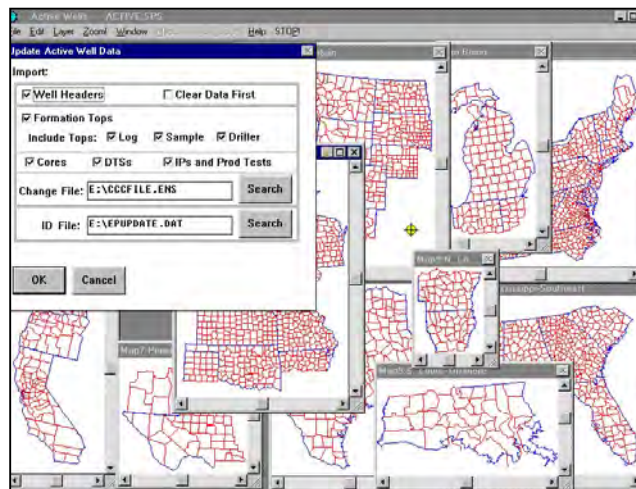 Active Wells ACTIVE.SPS
File Edit Layer Zoom! Window Help STOP!
Update Active Well Data
Import:
Well Headers Clear Data First
Formation Tops
Include Tops: Log Sample Driller
Cores DTSs IPs and Prod Tests
Change File: E:\CCCFILE.ENS Search
ID File: E:\EPUPDATE.DAT Search
OK Cancel